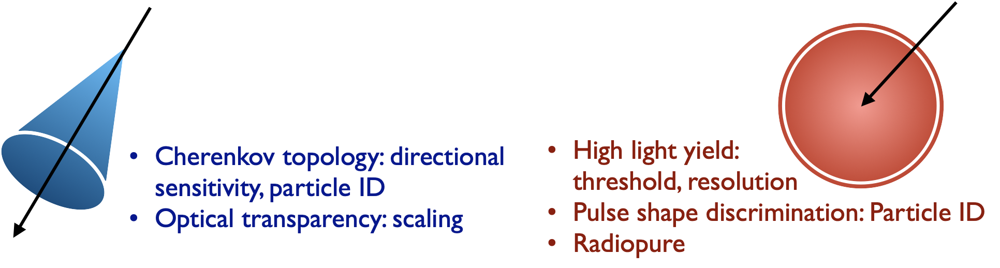 • Cherenkov topology: directional
sensitivity, particle ID
• Optical transparency: scaling
• High light yield:
threshold, resolution
• Pulse shape discrimination: Particle ID
• Radiopure